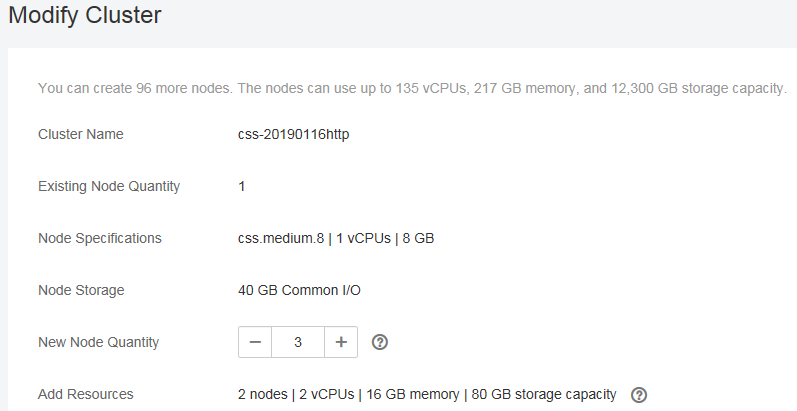 Modify Cluster
You can create 96 more nodes. The nodes can use up to 135 vCPUs, 217 GB memory, and 12,300 GB storage capacity.
Cluster Name css-20190116http
Existing Node Quantity 1
Node Specifications css.medium.8 | 1 vCPUs | 8 GB
Node Storage 40 GB Common I/O
New Node Quantity − 3 + ?
Add Resources 2 nodes | 2 vCPUs | 16 GB memory | 80 GB storage capacity ?